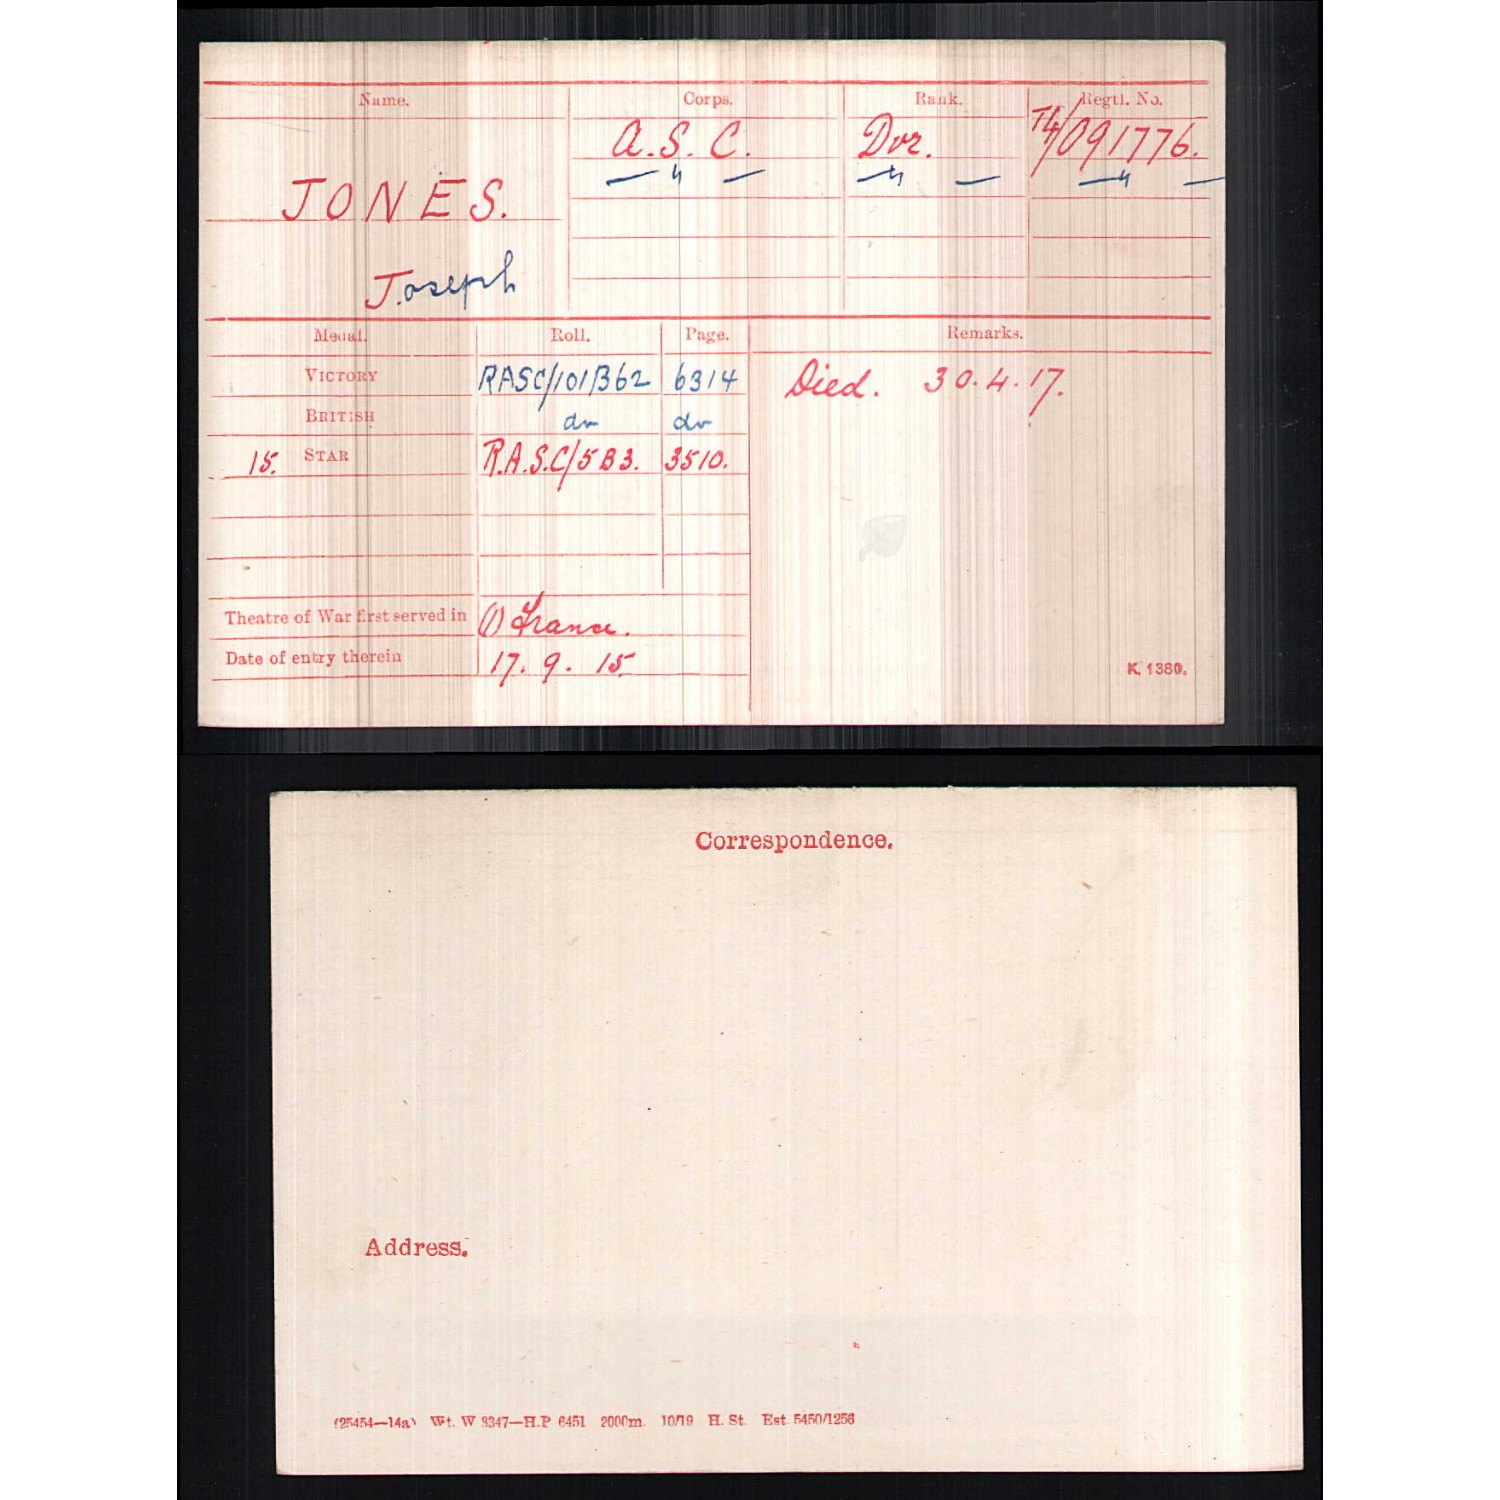 Name. Corps. Rank. Regtl. No.
A.S.C. Dvr. T4/091776.
JONES.
Joseph
Medal. Roll. Page. Remarks.
VICTORY RASC/101B62 6314 Died. 30.4.17.
BRITISH do do
15. STAR R.A.S.C/5B3. 3510.
Theatre of War first served in (1) France.
Date of entry therein 17. 9. 15
K. 1380.
Correspondence.
Address.
(25454—14a) Wt. W 3347—H.P 6451 2000m. 10/19 H. St. Est. 5450/1256